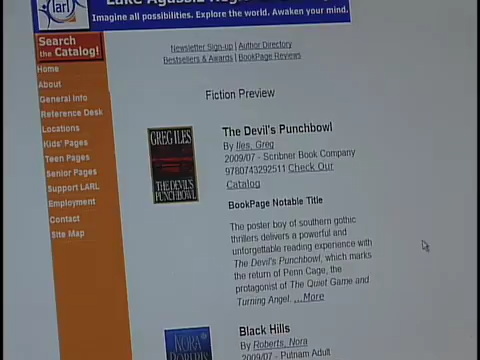 larl
Imagine all possibilities. Explore the world. Awaken your mind.
Search
the Catalog!
Home
About
General Info
Reference Desk
Locations
Kids' Pages
Teen Pages
Senior Pages
Support LARL
Employment
Contact
Site Map
Newsletter Sign-up | Author Directory
Bestsellers & Awards | BookPage Reviews
Fiction Preview
GREG ILES
THE DEVIL'S
PUNCHBOWL
The Devil's Punchbowl
By Iles, Greg
2009/07 - Scribner Book Company
9780743292511 Check Our
Catalog
BookPage Notable Title
The poster boy of southern gothic
thrillers delivers a powerful and
unforgettable reading experience with
The Devil's Punchbowl, which marks
the return of Penn Cage, the
protagonist of The Quiet Game and
Turning Angel. ...More
NORA
ROBERTS
Black Hills
By Roberts, Nora
2009/07 - Putnam Adult